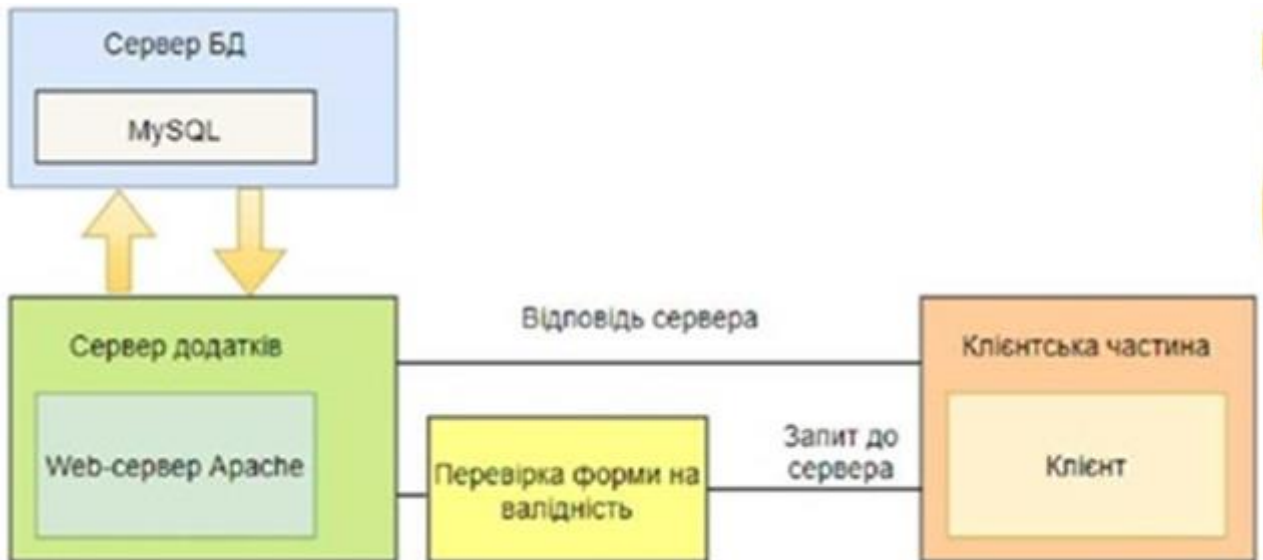 Сервер БД
MySQL
Відповідь сервера
Сервер додатків
Клієнтська частина
Web-сервер Apache
Перевірка форми на
валідність
Запит до
сервера
Клієнт